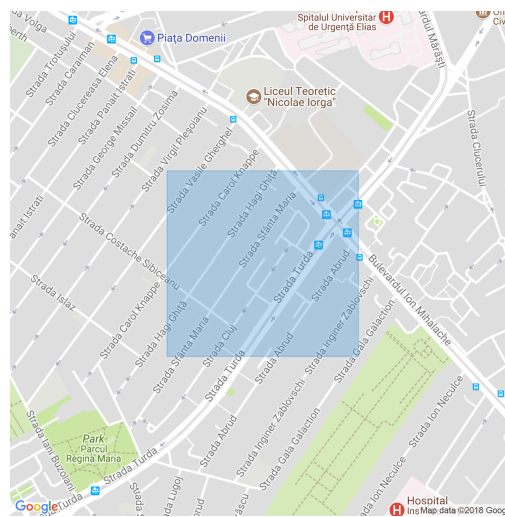 Strada Volga
Strada Trotușului
Strada Caraiman
Strada Clucereasa Elena
Strada Panait Istrati
Piața Domenii
Spitalul Universitar
de Urgență Elias
Liceul Teoretic
"Nicolae Iorga"
Strada George Missail
Strada Dumitru Zosima
Strada Virgil Pleșoianu
Strada Vasile Gherghel
Strada Carol Knappe
Strada Hagi Ghiță
Strada Sfânta Maria
Strada Clucerului
Panait Istrati
Strada Costache Sibiceanu
Strada Islaz
Strada Turda
Strada Abrud
Bulevardul Ion Mihalache
Strada Carol Knappe
Strada Hagi Ghiță
Strada Sfânta Maria
Strada Cluj
Strada Turda
Strada Abrud
Strada Inginer Zablovschi
Strada Gala Galaction
Strada Iani Buzoiani
Park
Parcul
Regina Maria
Strada Turda
Strada Abrud
Strada Inginer Zablovschi
Strada Gala Galaction
Strada Ion Neculce
Strada Ion Neculce
Strada Lugoj
Hospital
Google
Map data ©2018 Goog